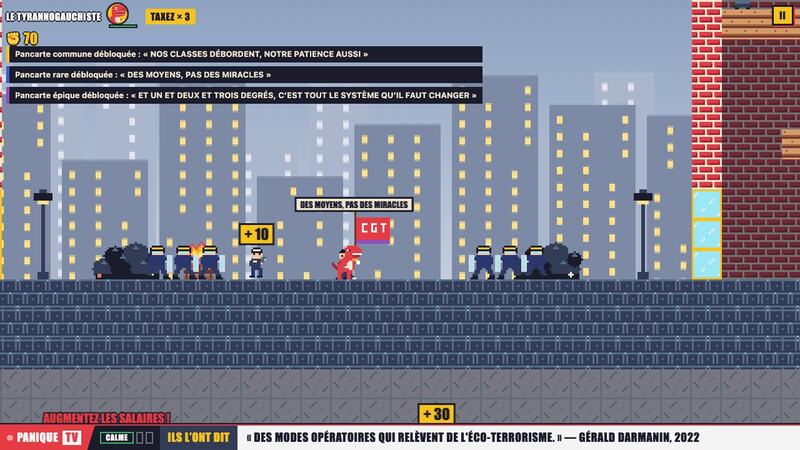 LE TYRANNOGAUCHISTE
TAXEZ × 3
70
Pancarte commune débloquée : « NOS CLASSES DÉBORDENT, NOTRE PATIENCE AUSSI »
Pancarte rare débloquée : « DES MOYENS, PAS DES MIRACLES »
Pancarte épique débloquée : « ET UN ET DEUX ET TROIS DEGRÉS, C'EST TOUT LE SYSTÈME QU'IL FAUT CHANGER »
DES MOYENS, PAS DES MIRACLES
CGT
+10
+30
AUGMENTEZ LES SALAIRES !
PANIQUE TV
CALME
ILS L'ONT DIT
« DES MODES OPÉRATOIRES QUI RELÈVENT DE L'ÉCO-TERRORISME. » — GÉRALD DARMANIN, 2022